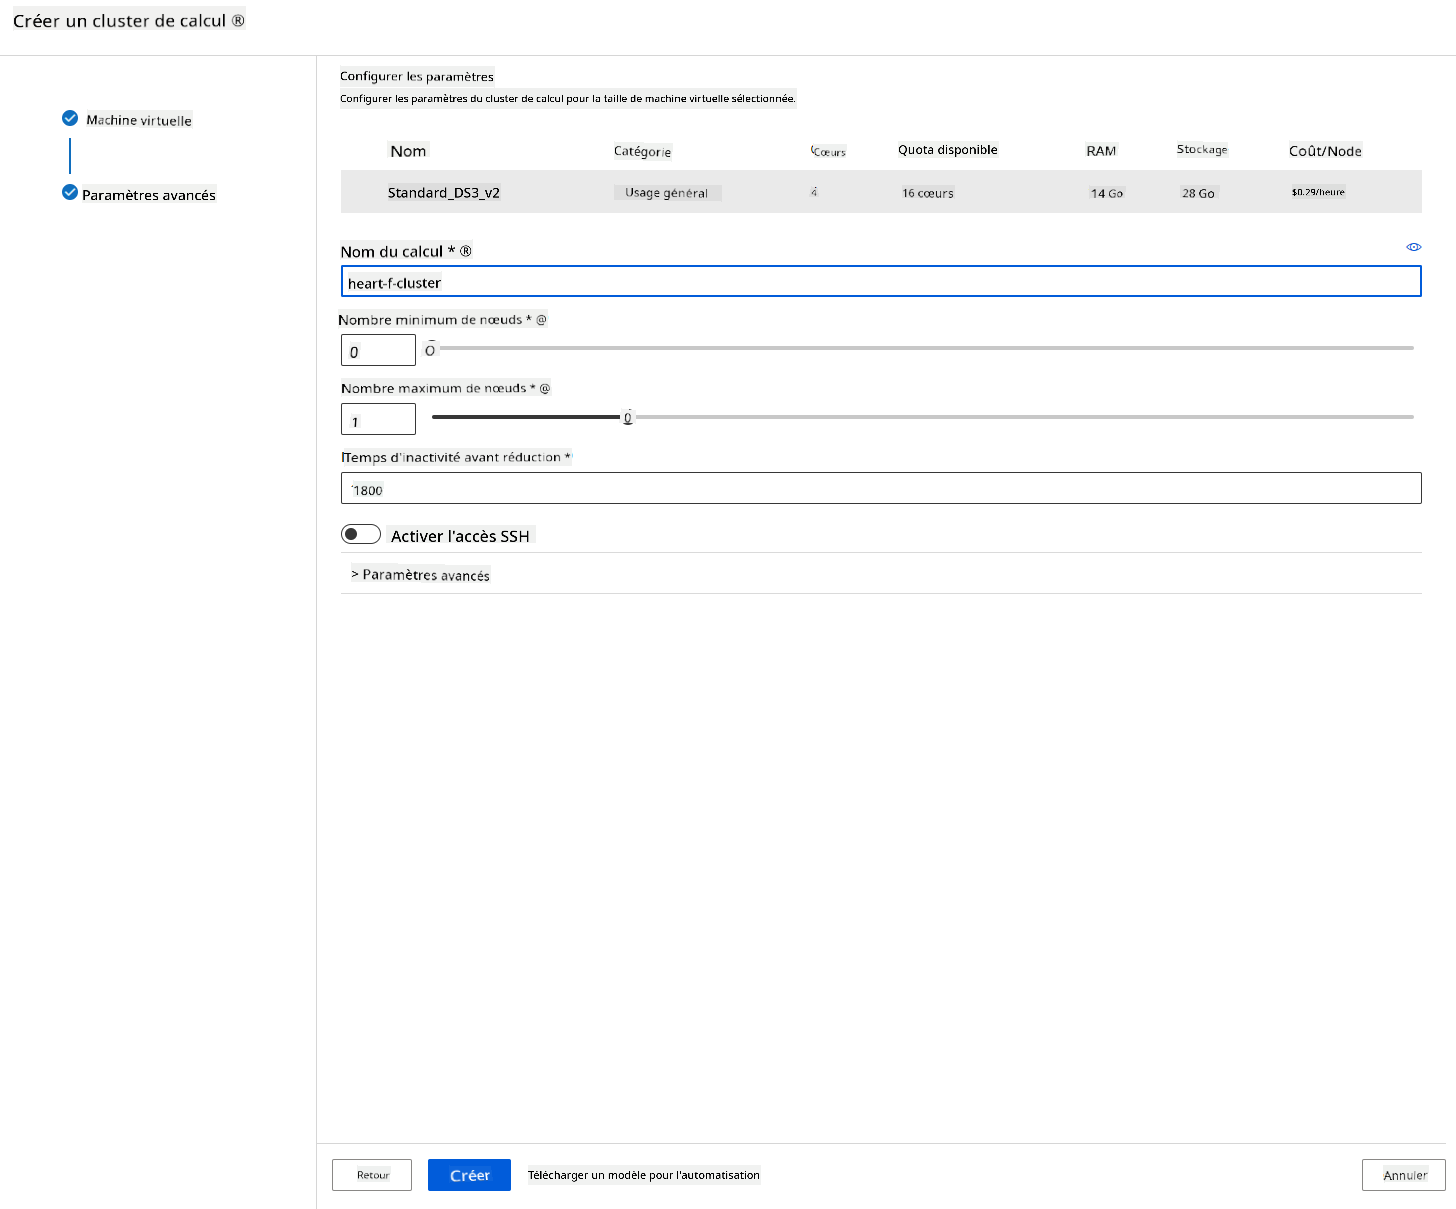 Créer un cluster de calcul ®
Machine virtuelle
Paramètres avancés
Configurer les paramètres
Configurer les paramètres du cluster de calcul pour la taille de machine virtuelle sélectionnée.
Nom Catégorie Cœurs Quota disponible RAM Stockage Coût/Node
Standard_DS3_v2 Usage général 4 16 cœurs 14 Go 28 Go $0.29/heure
Nom du calcul * ®
heart-f-cluster
Nombre minimum de nœuds * @
0
Nombre maximum de nœuds * @
1
Temps d'inactivité avant réduction *
1800
Activer l'accès SSH
> Paramètres avancés
Retour Créer Télécharger un modèle pour l'automatisation Annuler